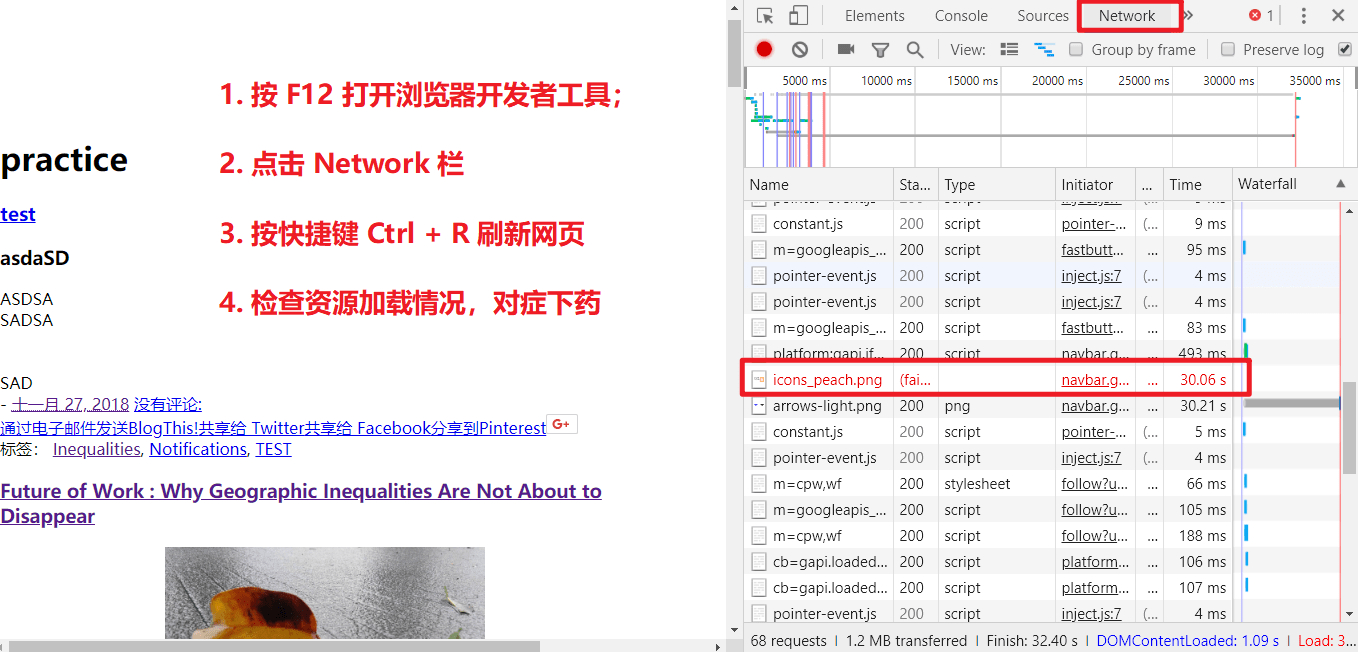 1. 按 F12 打开浏览器开发者工具；
2. 点击 Network 栏
3. 按快捷键 Ctrl + R 刷新网页
4. 检查资源加载情况，对症下药
practice
test
asdaSD
ASDSA
SADSA
SAD
- 十一月 27, 2018 没有评论:
通过电子邮件发送BlogThis!共享给 Twitter共享给 Facebook分享到Pinterest G+
标签： Inequalities, Notifications, TEST
Future of Work : Why Geographic Inequalities Are Not About to
Disappear
Elements Console Sources Network » 1
View: Group by frame Preserve log
5000 ms 10000 ms 15000 ms 20000 ms 25000 ms 30000 ms 35000 ms
Name Sta... Type Initiator ... Time Waterfall
pointer-event.js 200 script inject.js:7
constant.js 200 script pointer-... (... 9 ms
m=googleapis_... 200 script fastbutt... ... 95 ms
pointer-event.js 200 script inject.js:7 (... 4 ms
pointer-event.js 200 script inject.js:7 (... 4 ms
m=googleapis_... 200 script fastbutt... ... 83 ms
platform:gapi.if... 200 script navbar.g... ... 493 ms
icons_peach.png (fai... navbar.g... ... 30.06 s
arrows-light.png 200 png navbar.g... ... 30.21 s
constant.js 200 script pointer-... (... 5 ms
pointer-event.js 200 script inject.js:7 (... 4 ms
m=cpw,wf 200 stylesheet follow?u... ... 66 ms
m=googleapis_... 200 script follow?u... ... 105 ms
m=cpw,wf 200 script follow?u... ... 188 ms
cb=gapi.loaded... 200 script platform... ... 106 ms
cb=gapi.loaded... 200 script platform... ... 107 ms
pointer-event.js 200 script inject.js:7 (... 4 ms
68 requests | 1.2 MB transferred | Finish: 32.40 s | DOMContentLoaded: 1.09 s | Load: 3...